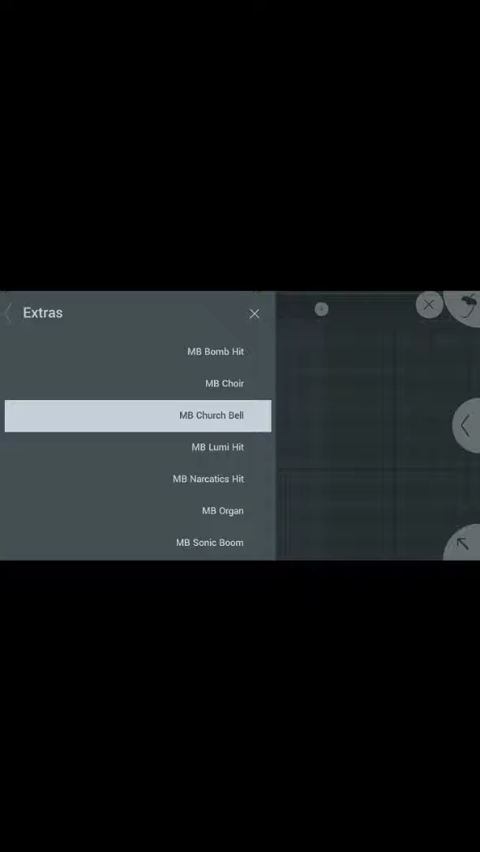 Extras
MB Bomb Hit
MB Choir
MB Church Bell
MB Lumi Hit
MB Narcatics Hit
MB Organ
MB Sonic Boom